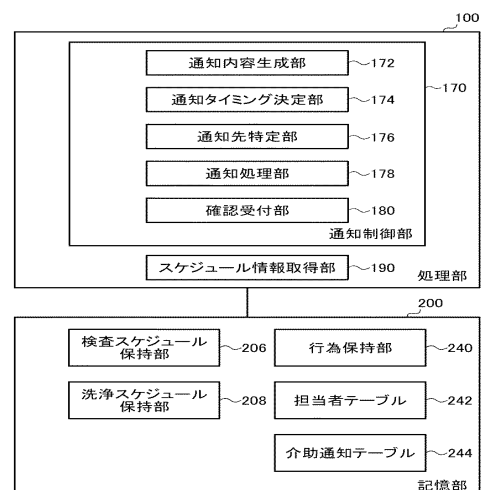 100
通知内容生成部
172
170
通知タイミング決定部
174
通知先特定部
176
通知処理部
178
確認受付部
180
通知制御部
スケジュール情報取得部
190
処理部
200
検査スケジュール
保持部
206
行為保持部
240
洗浄スケジュール
保持部
208
担当者テーブル
242
介助通知テーブル
244
記憶部